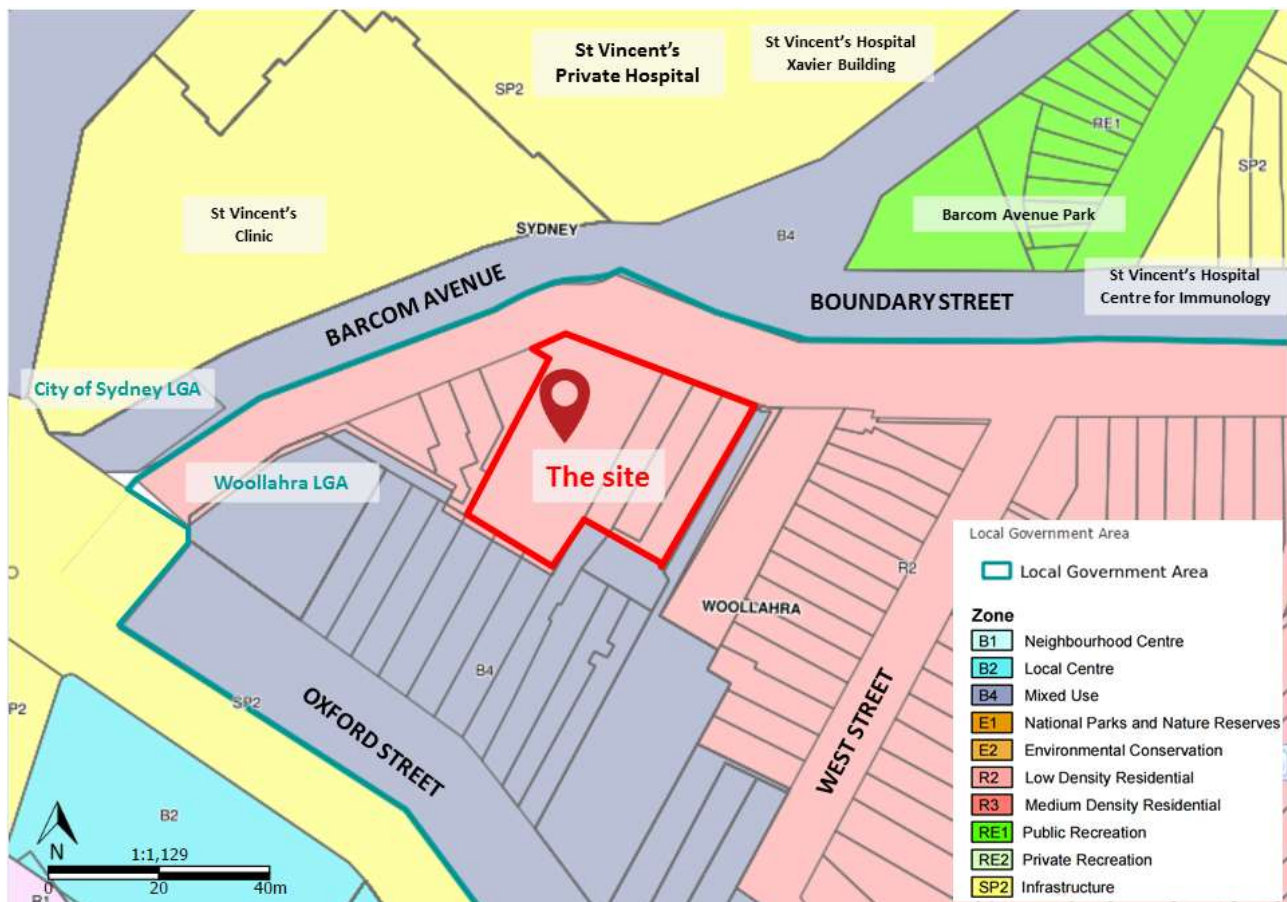 St Vincent's
Private Hospital
St Vincent's Hospital
Xavier Building
SP2
RE1
SP2
St Vincent's
Clinic
Barcom Avenue Park
SYDNEY
B4
St Vincent's Hospital
Centre for Immunology
BARCOM AVENUE
BOUNDARY STREET
City of Sydney LGA
Woollahra LGA
The site
R2
WOOLLAHRA
B4
SP2
OXFORD STREET
WEST STREET
P2
B2
R1
N
1:1,129
0
20
40m
Local Government Area
Local Government Area
Zone
B1 Neighbourhood Centre
B2 Local Centre
B4 Mixed Use
E1 National Parks and Nature Reserves
E2 Environmental Conservation
R2 Low Density Residential
R3 Medium Density Residential
RE1 Public Recreation
RE2 Private Recreation
SP2 Infrastructure